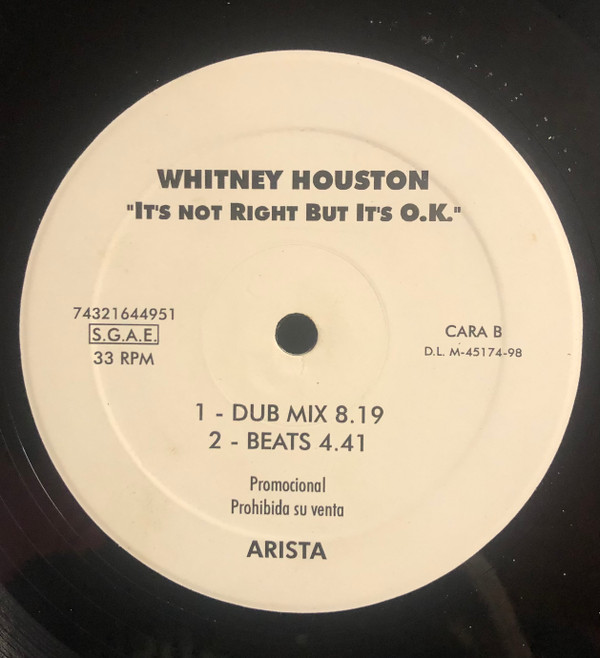 WHITNEY HOUSTON
"IT'S NOT RIGHT BUT IT'S O.K."
74321644951
S.G.A.E.
33 RPM
CARA B
D.L. M-45174-98
1 - DUB MIX 8.19
2 - BEATS 4.41
Promocional
Prohibida su venta
ARISTA